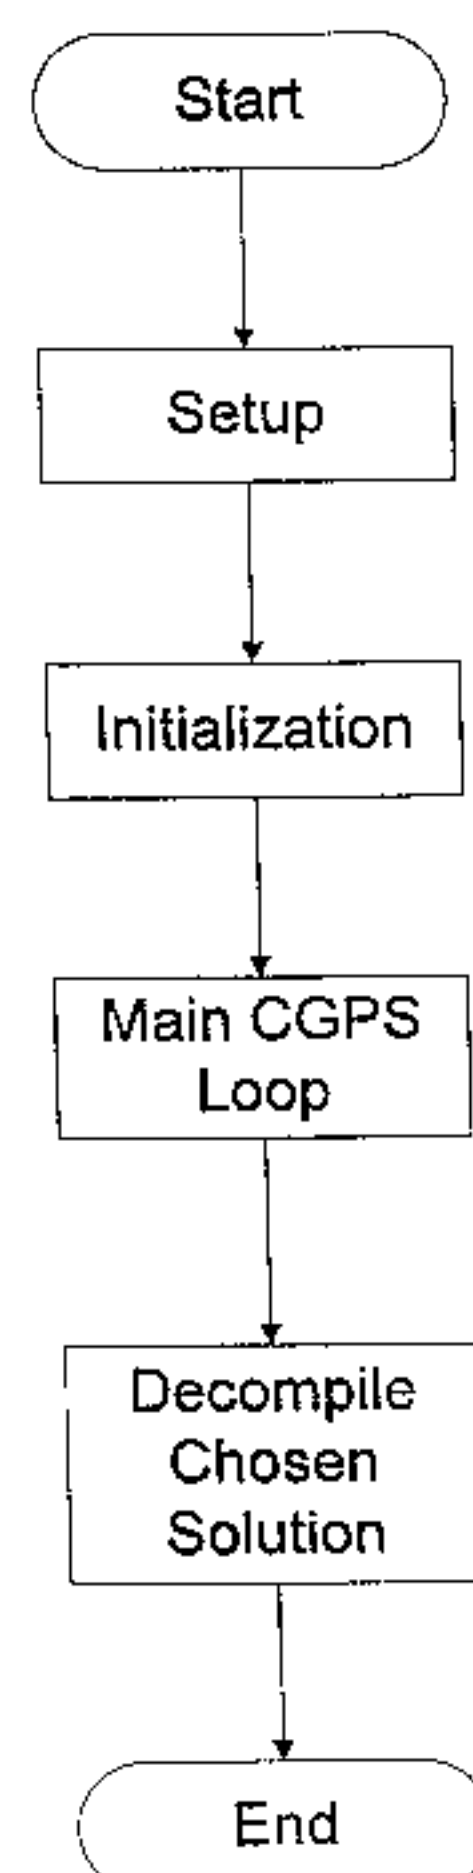 Start
Setup
Initialization
Main CGPS
Loop
Decompile
Chosen
Solution
End